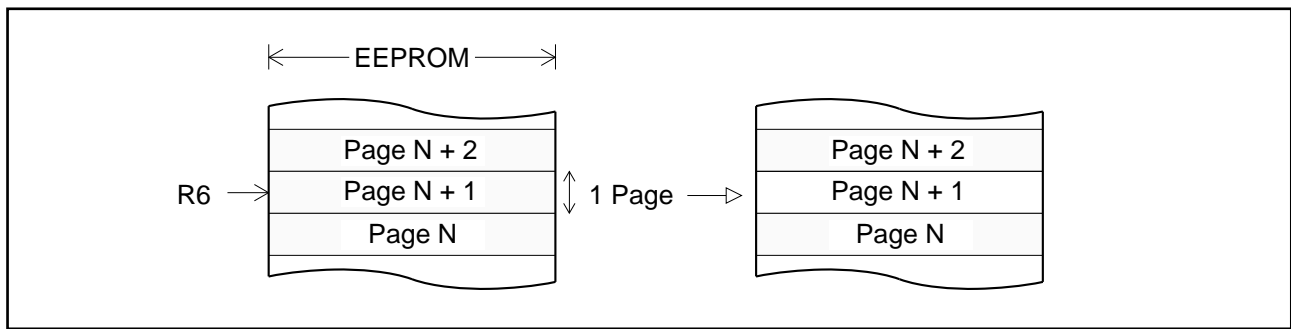 EEPROM
Page N + 2
Page N + 2
R6
Page N + 1
1 Page
Page N + 1
Page N
Page N